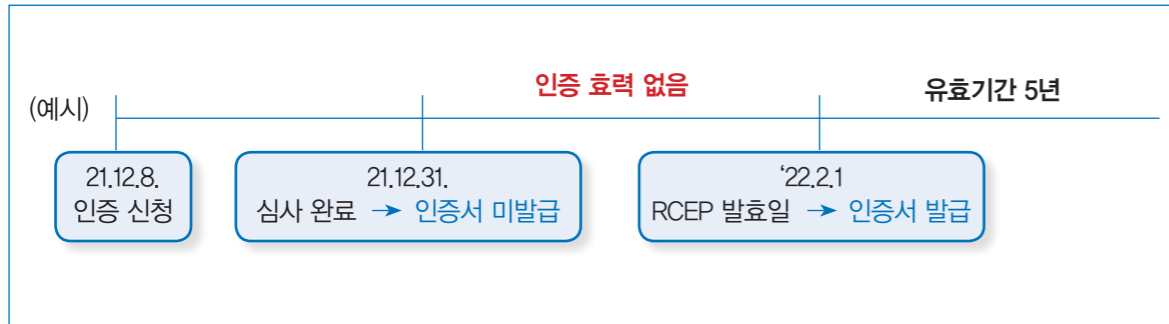 인증 효력 없음
유효기간 5년
(예시)
21.12.8.
인증 신청
21.12.31.
심사 완료 → 인증서 미발급
‘22.2.1
RCEP 발효일 → 인증서 발급